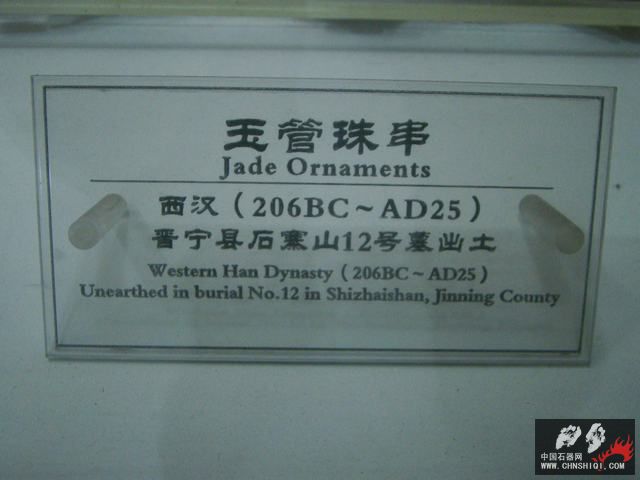 玉管珠串
Jade Ornaments
西汉（206BC～AD25）
晋宁县石寨山12号墓出土
Western Han Dynasty（206BC～AD25）
Unearthed in burial No.12 in Shizhaishan, Jinning County
中国石器网
WWW.CHNSHIQI.COM